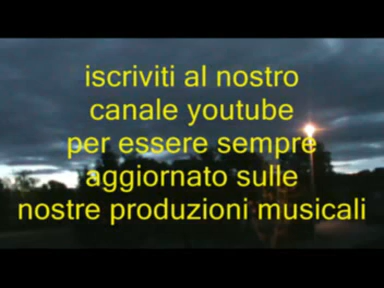 iscriviti al nostro
canale youtube
per essere sempre
aggiornato sulle
nostre produzioni musicali